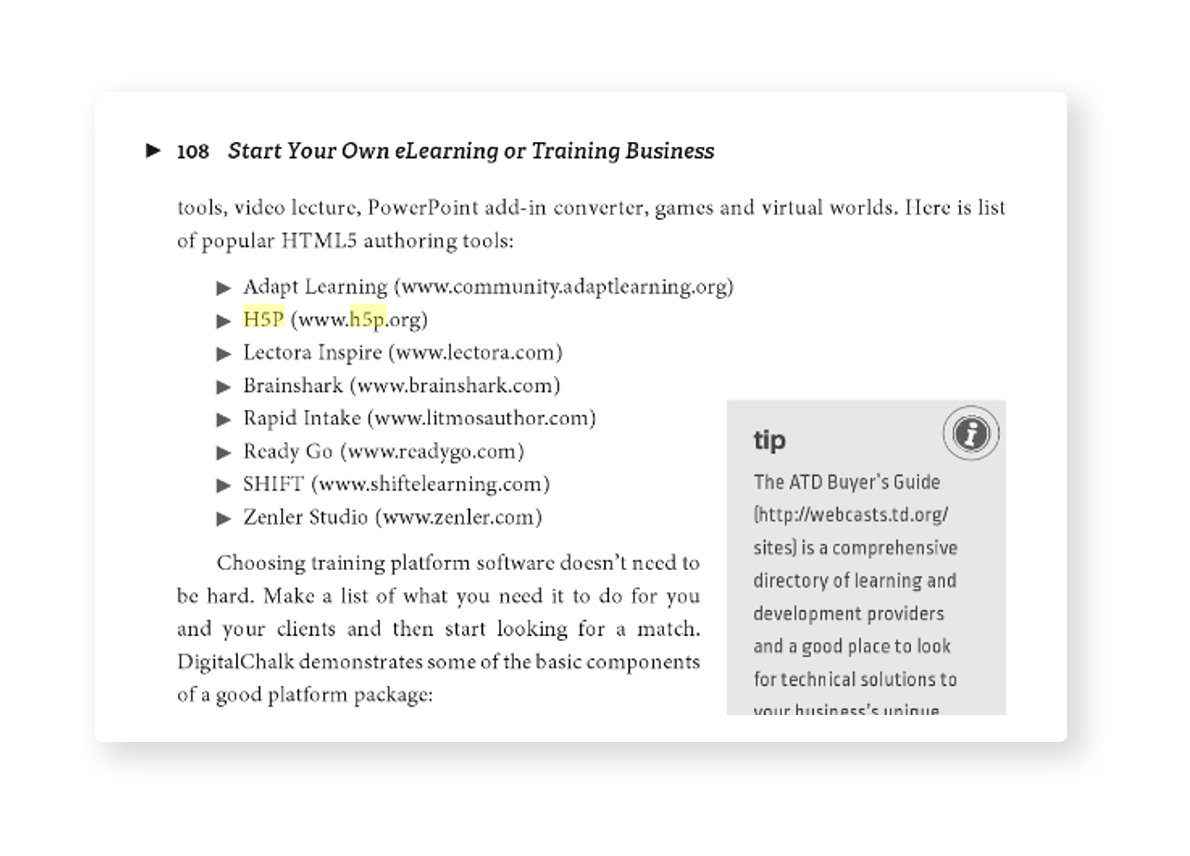 108 Start Your Own eLearning or Training Business
tools, video lecture, PowerPoint add-in converter, games and virtual worlds. Here is list
of popular HTML5 authoring tools:
▶ Adapt Learning (www.community.adaptlearning.org)
▶ H5P (www.h5p.org)
▶ Lectora Inspire (www.lectora.com)
▶ Brainshark (www.brainshark.com)
▶ Rapid Intake (www.litmosauthor.com)
▶ Ready Go (www.readygo.com)
▶ SHIFT (www.shiftelearning.com)
▶ Zenler Studio (www.zenler.com)
Choosing training platform software doesn't need to
be hard. Make a list of what you need it to do for you
and your clients and then start looking for a match.
DigitalChalk demonstrates some of the basic components
of a good platform package:
tip
The ATD Buyer's Guide
(http://webcasts.td.org/
sites) is a comprehensive
directory of learning and
development providers
and a good place to look
for technical solutions to
your business's unique